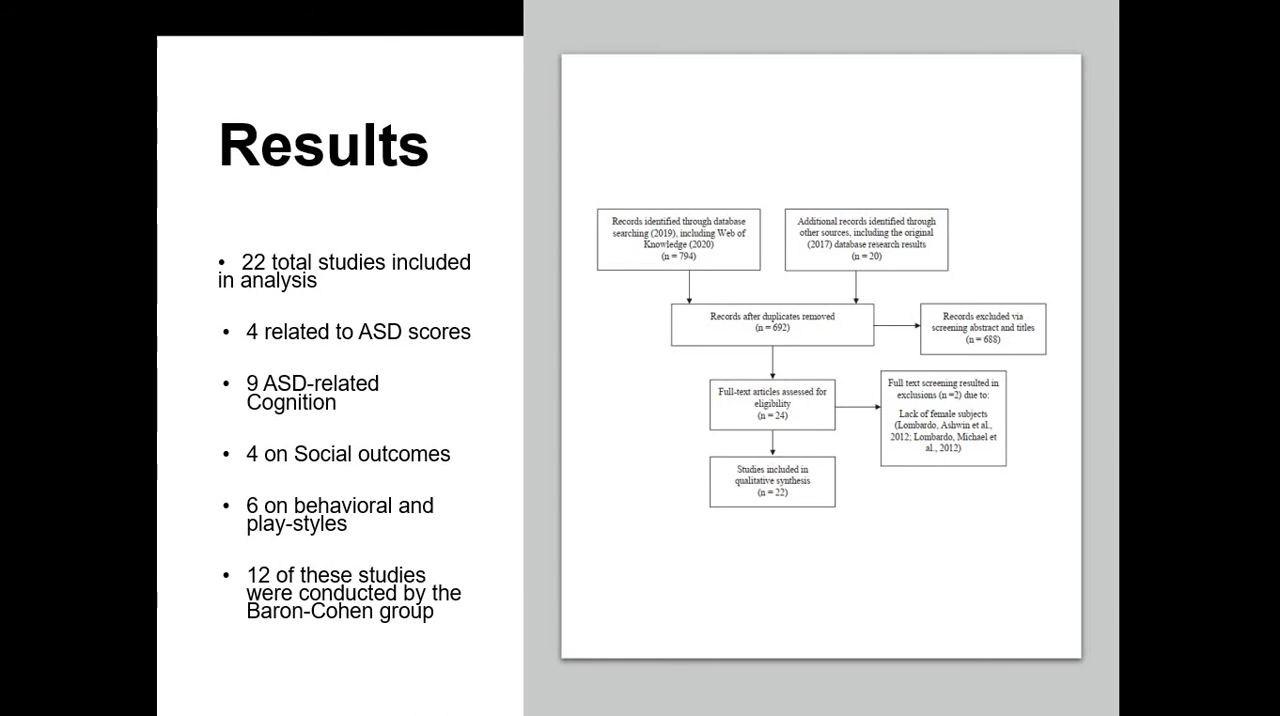 Results
• 22 total studies included
in analysis
• 4 related to ASD scores
• 9 ASD-related
Cognition
• 4 on Social outcomes
• 6 on behavioral and
play-styles
• 12 of these studies
were conducted by the
Baron-Cohen group
Records identified through database
searching (2019), including Web of
Knowledge (2020)
(n = 794)
Additional records identified through
other sources, including the original
(2017) database research results
(n = 20)
Records after duplicates removed
(n = 692)
Records excluded via
screening abstract and titles
(n = 688)
Full-text articles assessed for
eligibility
(n = 24)
Full text screening resulted in
exclusions (n =2) due to:
Lack of female subjects
(Lombardo, Ashwin et al.,
2012; Lombardo, Michael et
al., 2012)
Studies included in
qualitative synthesis
(n = 22)